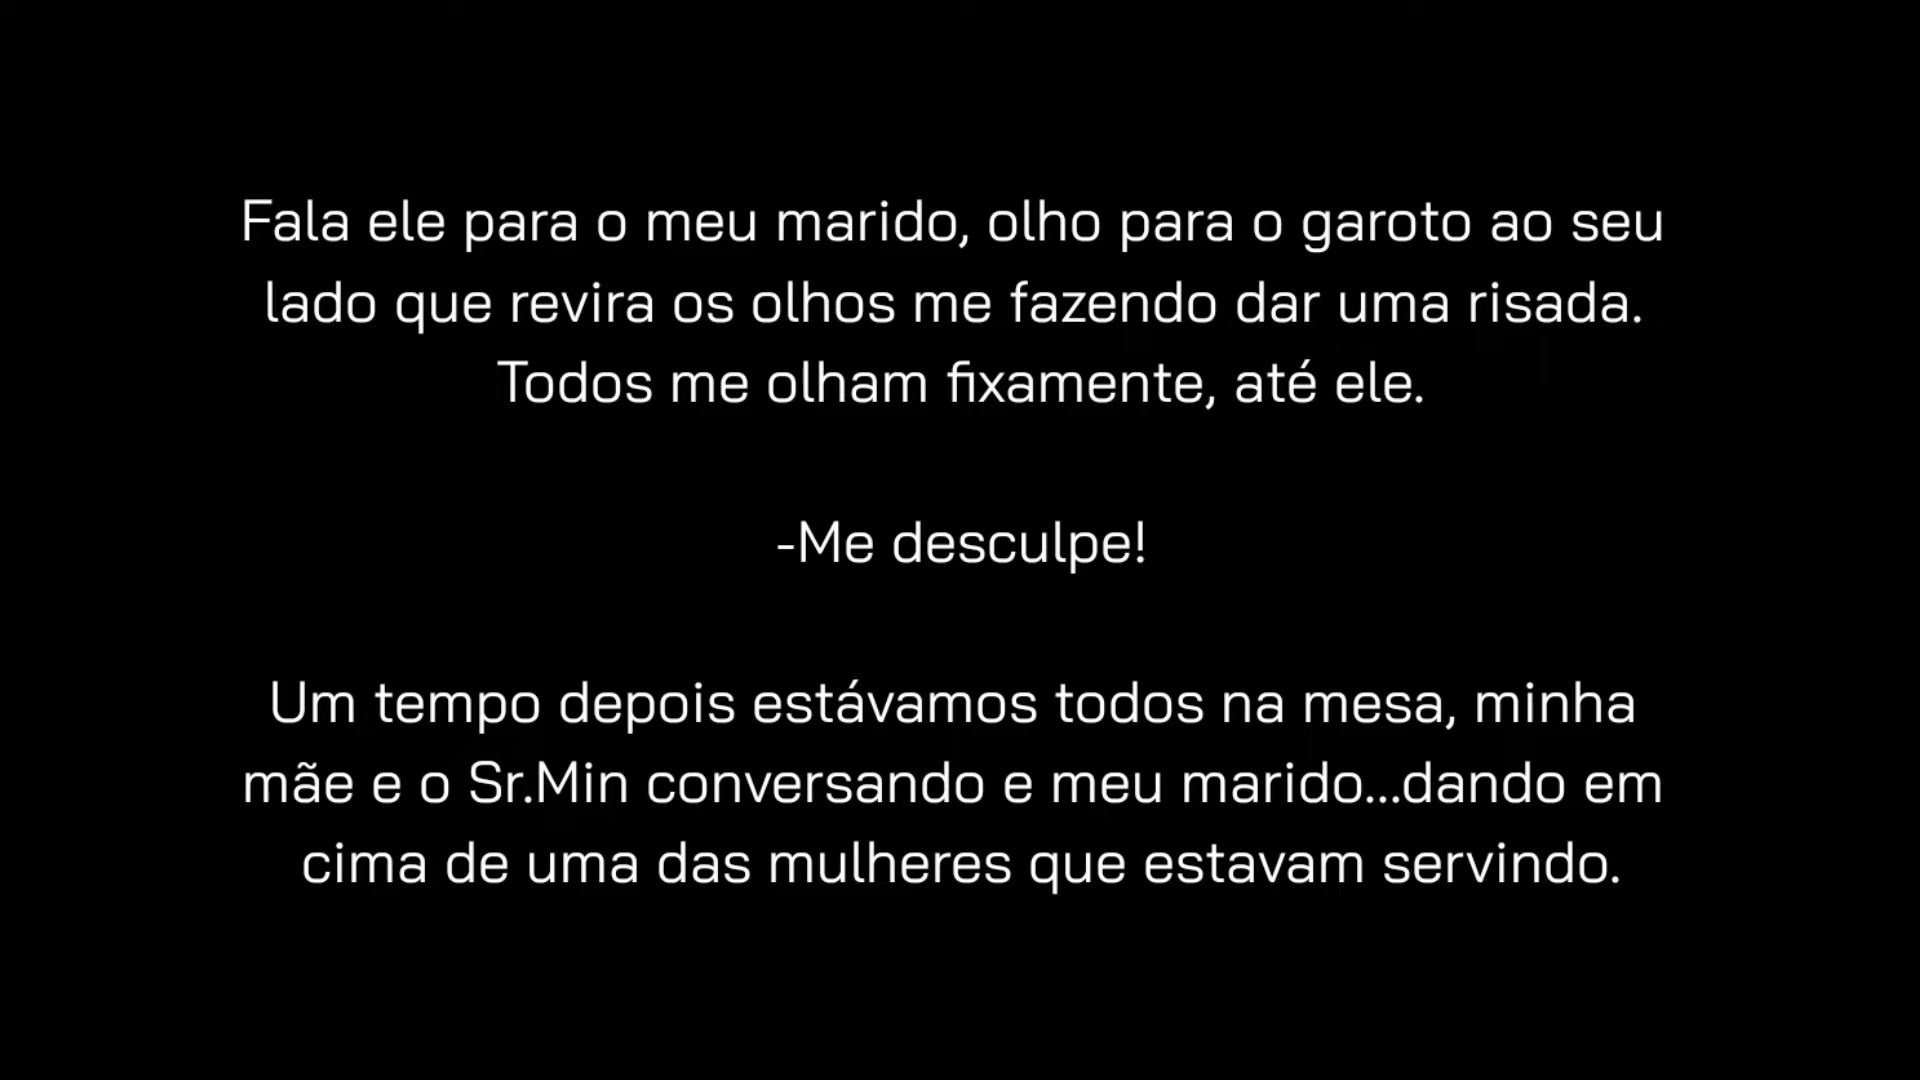 Fala ele para o meu marido, olho para o garoto ao seu
lado que revira os olhos me fazendo dar uma risada.
Todos me olham fixamente, até ele.
-Me desculpe!
Um tempo depois estávamos todos na mesa, minha
mãe e o Sr.Min conversando e meu marido...dando em
cima de uma das mulheres que estavam servindo.